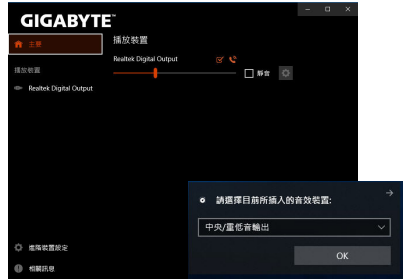 GIGABYTE™
主要
播放裝置
Realtek Digital Output
靜音
播放裝置
Realtek Digital Output
請選擇目前所插入的音效裝置:
中央/重低音輸出
OK
進階裝置設定
相關訊息